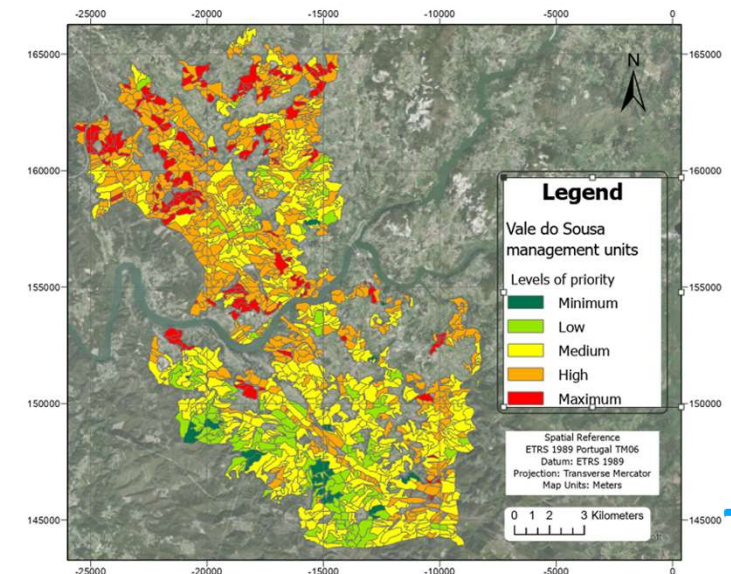 -25000 -20000 -15000 -10000 -5000 0
165000 165000
N
160000 160000
Legend
Vale do Sousa
management units
Levels of priority
Minimum
Low
Medium
High
Maximum
155000 155000
150000 150000
Spatial Reference
ETRS 1989 Portugal TM06
Datum: ETRS 1989
Projection: Transverse Mercator
Map Units: Meters
0 1 2 3 Kilometers
145000 145000
-25000 -20000 -15000 -10000 -5000 0